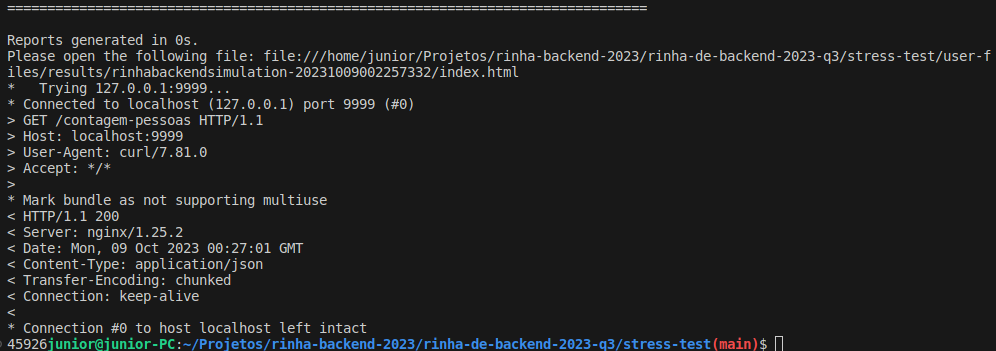 ================================================================================
Reports generated in 0s.
Please open the following file: file:///home/junior/Projetos/rinha-backend-2023/rinha-de-backend-2023-q3/stress-test/user-f
iles/results/rinhabackendsimulation-20231009002257332/index.html
*   Trying 127.0.0.1:9999...
* Connected to localhost (127.0.0.1) port 9999 (#0)
> GET /contagem-pessoas HTTP/1.1
> Host: localhost:9999
> User-Agent: curl/7.81.0
> Accept: */*
>
* Mark bundle as not supporting multiuse
< HTTP/1.1 200
< Server: nginx/1.25.2
< Date: Mon, 09 Oct 2023 00:27:01 GMT
< Content-Type: application/json
< Transfer-Encoding: chunked
< Connection: keep-alive
<
* Connection #0 to host localhost left intact
45926junior@junior-PC:~/Projetos/rinha-backend-2023/rinha-de-backend-2023-q3/stress-test(main)$